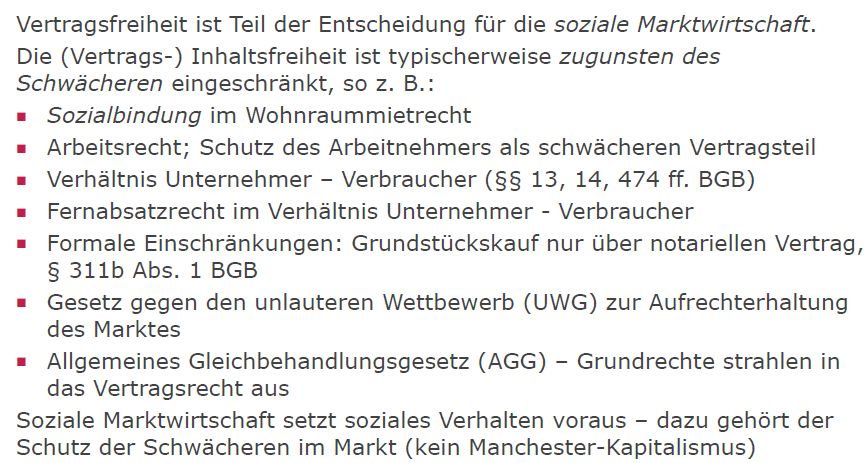 Vertragsfreiheit ist Teil der Entscheidung für die soziale Marktwirtschaft.
Die (Vertrags-) Inhaltsfreiheit ist typischerweise zugunsten des
Schwächeren eingeschränkt, so z. B.:
▪ Sozialbindung im Wohnraummietrecht
▪ Arbeitsrecht; Schutz des Arbeitnehmers als schwächeren Vertragsteil
▪ Verhältnis Unternehmer – Verbraucher (§§ 13, 14, 474 ff. BGB)
▪ Fernabsatzrecht im Verhältnis Unternehmer - Verbraucher
▪ Formale Einschränkungen: Grundstückskauf nur über notariellen Vertrag,
§ 311b Abs. 1 BGB
▪ Gesetz gegen den unlauteren Wettbewerb (UWG) zur Aufrechterhaltung
des Marktes
▪ Allgemeines Gleichbehandlungsgesetz (AGG) – Grundrechte strahlen in
das Vertragsrecht aus
Soziale Marktwirtschaft setzt soziales Verhalten voraus – dazu gehört der
Schutz der Schwächeren im Markt (kein Manchester-Kapitalismus)